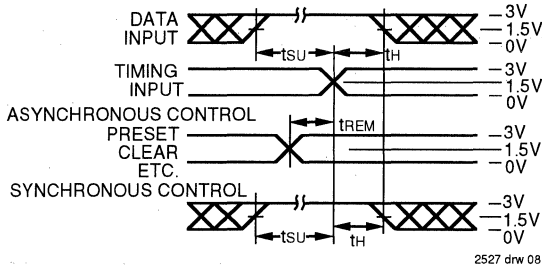 DATA
INPUT
tSU
tH
3V
1.5V
0V
TIMING
INPUT
3V
1.5V
0V
ASYNCHRONOUS CONTROL
PRESET
CLEAR
ETC.
tREM
3V
1.5V
0V
SYNCHRONOUS CONTROL
tSU
tH
3V
1.5V
0V
2527 drw 08